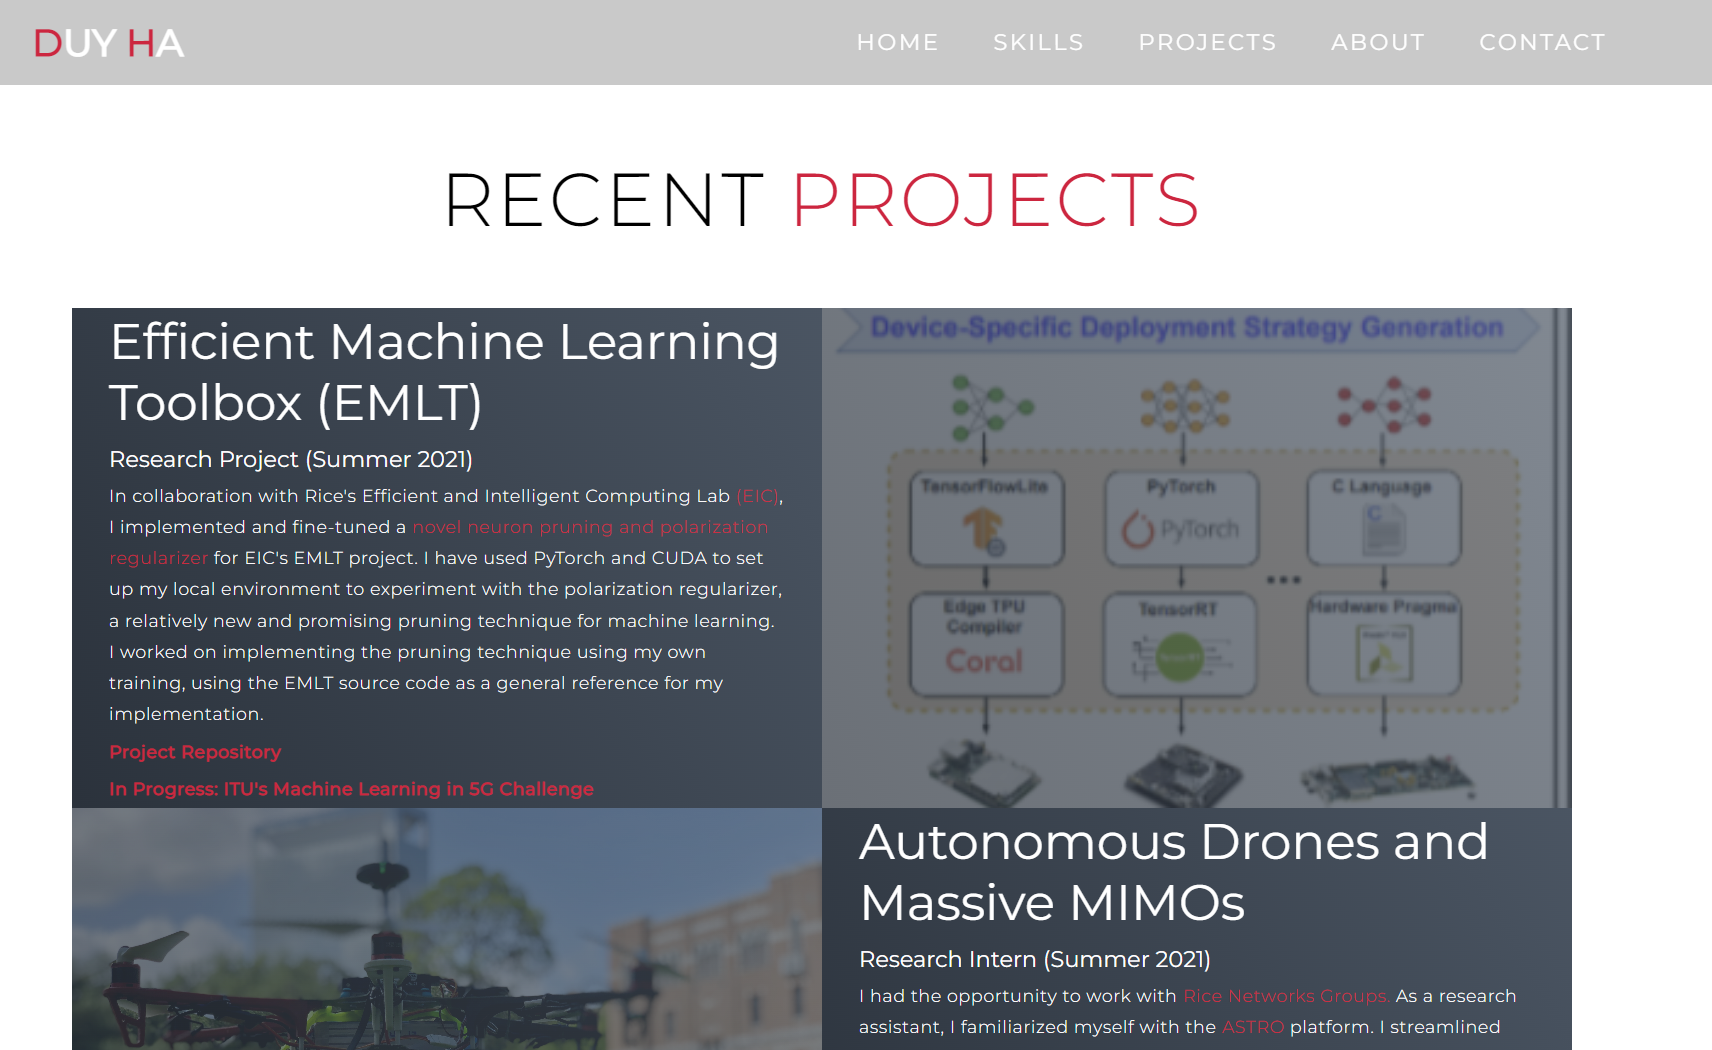 DUY HA
HOME SKILLS PROJECTS ABOUT CONTACT
RECENT PROJECTS
Efficient Machine Learning
Toolbox (EMLT)
Research Project (Summer 2021)
In collaboration with Rice's Efficient and Intelligent Computing Lab (EIC),
I implemented and fine-tuned a novel neuron pruning and polarization
regularizer for EIC's EMLT project. I have used PyTorch and CUDA to set
up my local environment to experiment with the polarization regularizer,
a relatively new and promising pruning technique for machine learning.
I worked on implementing the pruning technique using my own
training, using the EMLT source code as a general reference for my
implementation.
Project Repository
In Progress: ITU's Machine Learning in 5G Challenge
Device-Specific Deployment Strategy Generation
TensorFlowLite
PyTorch
PyTorch
C Language
C
Edge TPU
Compiler
Coral
TensorRT
Hardware Pragma
Autonomous Drones and
Massive MIMOs
Research Intern (Summer 2021)
I had the opportunity to work with Rice Networks Groups. As a research
assistant, I familiarized myself with the ASTRO platform. I streamlined